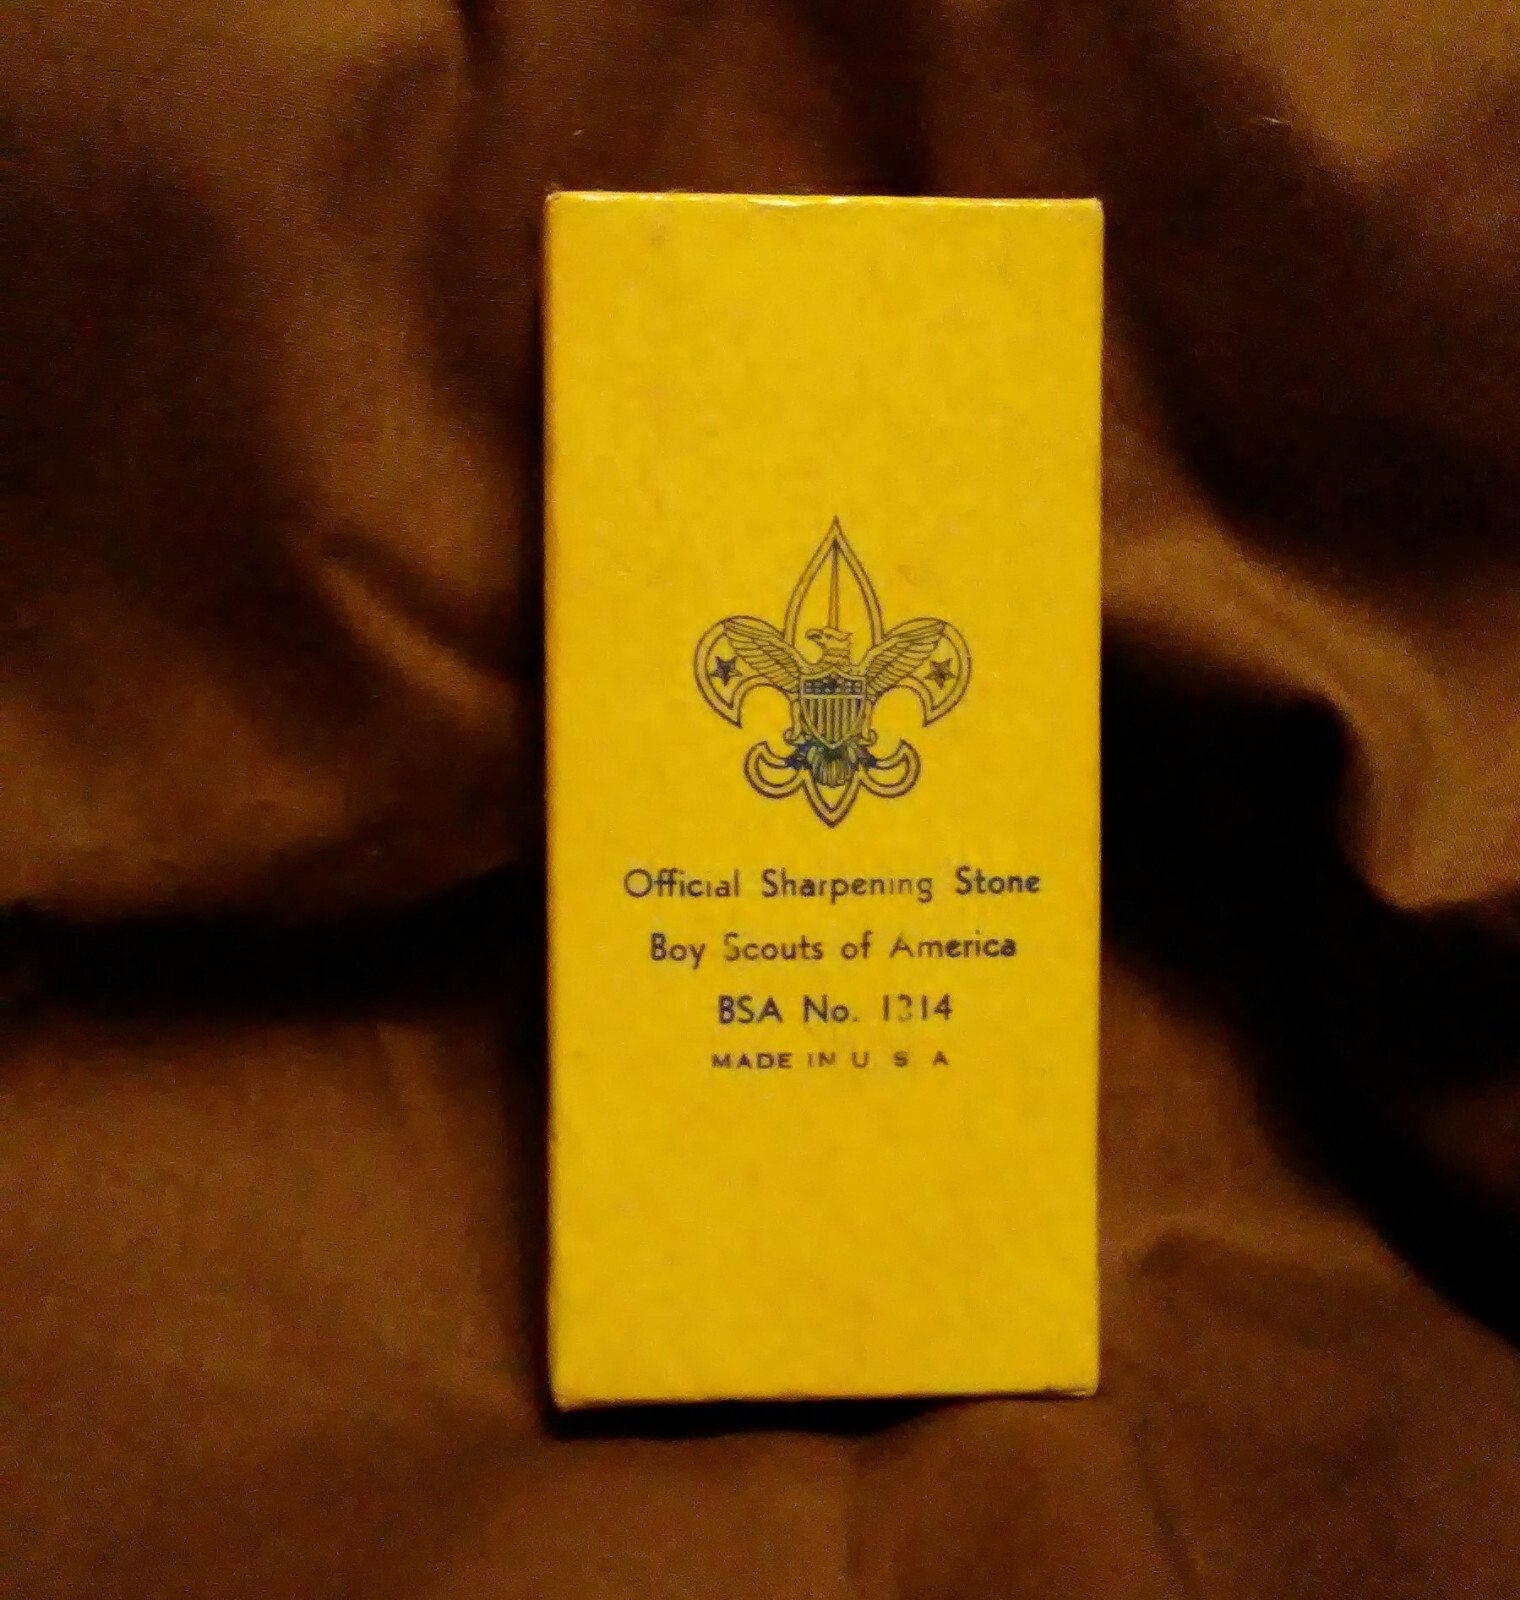 Official Sharpening Stone
Boy Scouts of America
BSA No. 1314
MADE IN U S A